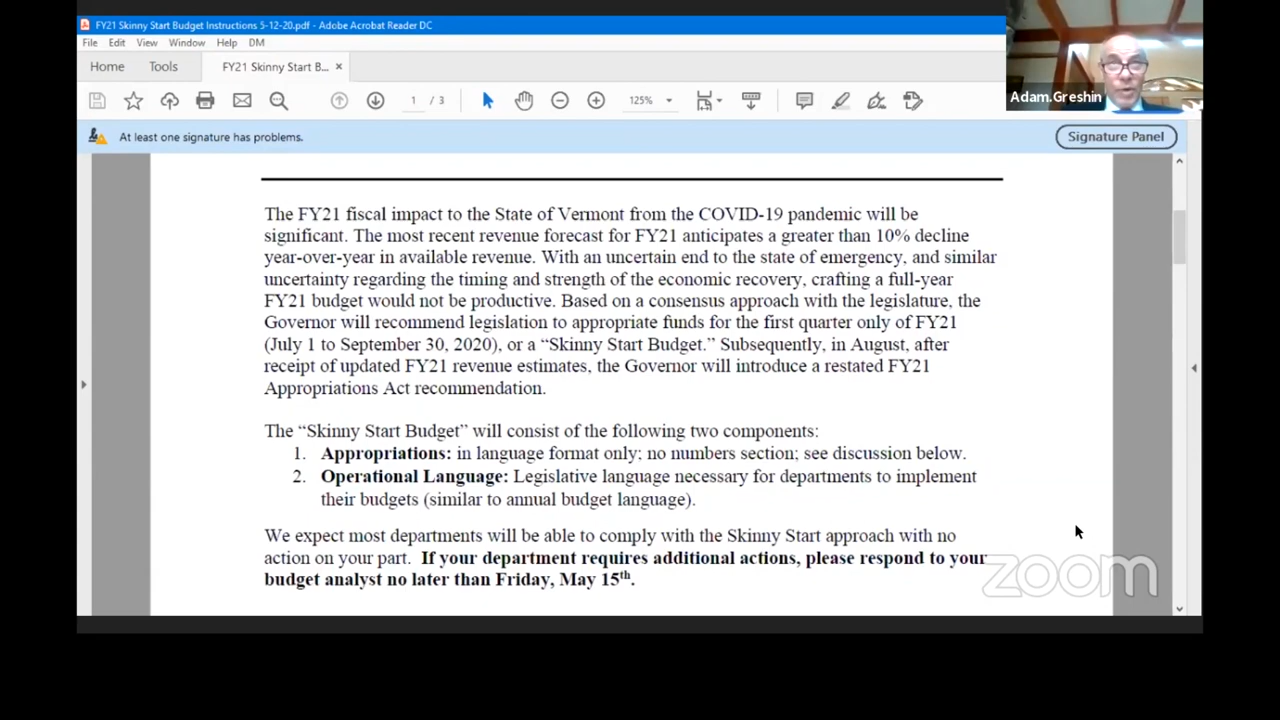 FY21 Skinny Start Budget Instructions 5-12-20.pdf - Adobe Acrobat Reader DC
File Edit View Window Help DM
Home Tools FY21 Skinny Start B... ×
1 / 3 125%
Adam.Greshin
At least one signature has problems.
Signature Panel
The FY21 fiscal impact to the State of Vermont from the COVID-19 pandemic will be
significant. The most recent revenue forecast for FY21 anticipates a greater than 10% decline
year-over-year in available revenue. With an uncertain end to the state of emergency, and similar
uncertainty regarding the timing and strength of the economic recovery, crafting a full-year
FY21 budget would not be productive. Based on a consensus approach with the legislature, the
Governor will recommend legislation to appropriate funds for the first quarter only of FY21
(July 1 to September 30, 2020), or a “Skinny Start Budget.” Subsequently, in August, after
receipt of updated FY21 revenue estimates, the Governor will introduce a restated FY21
Appropriations Act recommendation.
The “Skinny Start Budget” will consist of the following two components:
1. Appropriations: in language format only; no numbers section; see discussion below.
2. Operational Language: Legislative language necessary for departments to implement
their budgets (similar to annual budget language).
We expect most departments will be able to comply with the Skinny Start approach with no
action on your part. If your department requires additional actions, please respond to your
budget analyst no later than Friday, May 15th.
zoom